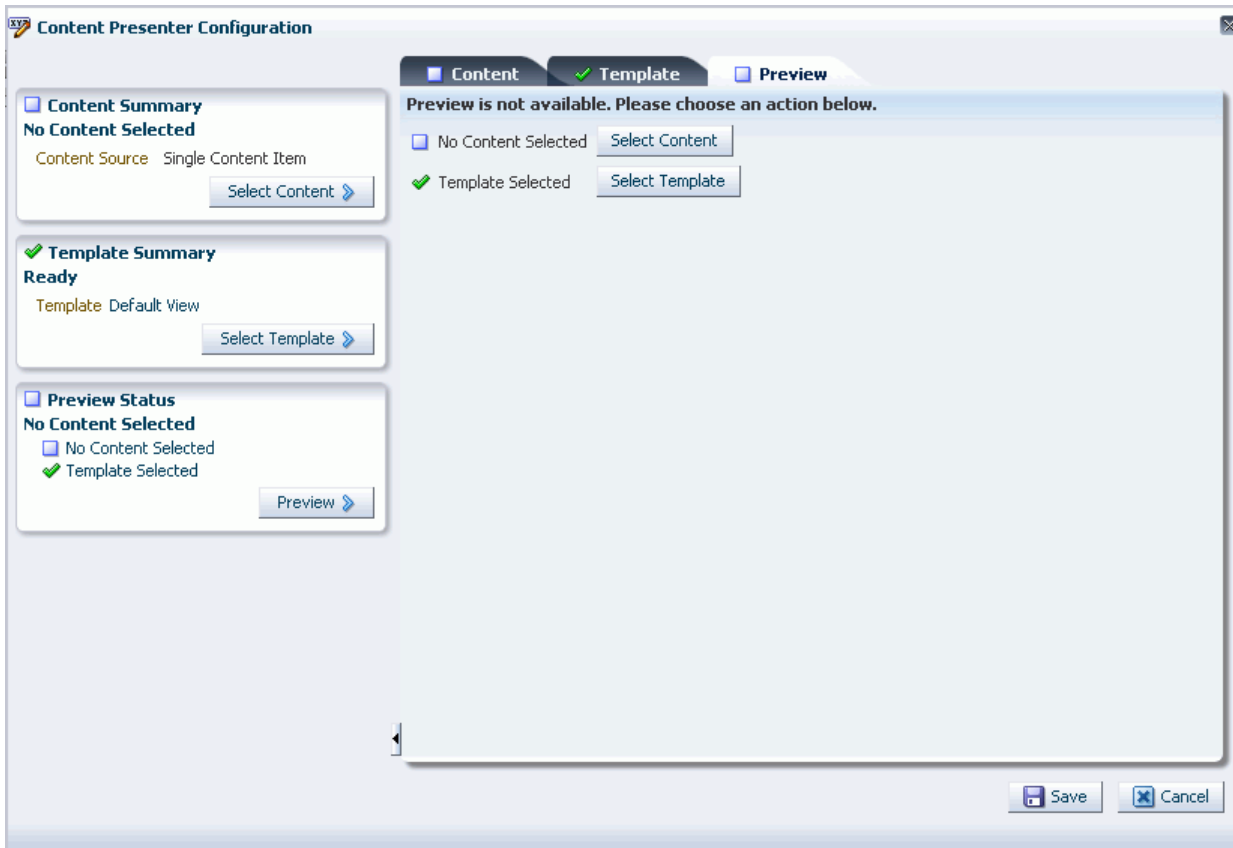 Content Presenter Configuration
Content
Template
Preview
Content Summary
No Content Selected
Content Source Single Content Item
Select Content
Template Summary
Ready
Template Default View
Select Template
Preview Status
No Content Selected
No Content Selected
Template Selected
Preview
Preview is not available. Please choose an action below.
No Content Selected Select Content
Template Selected Select Template
Save Cancel